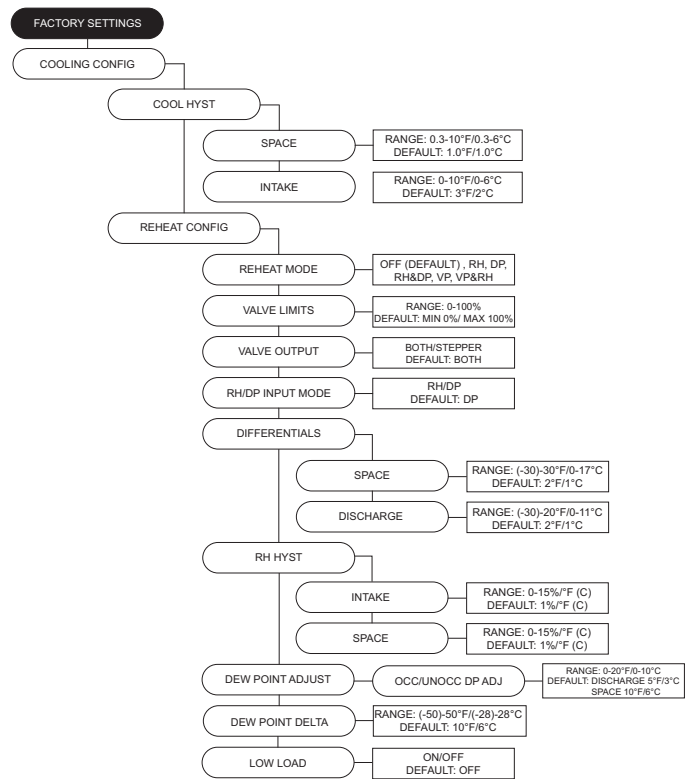 FACTORY SETTINGS
COOLING CONFIG
COOL HYST
SPACE
RANGE: 0.3-10°F/0.3-6°C
DEFAULT: 1.0°F/1.0°C
INTAKE
RANGE: 0-10°F/0-6°C
DEFAULT: 3°F/2°C
REHEAT CONFIG
REHEAT MODE
OFF (DEFAULT) , RH, DP,
RH&DP, VP, VP&RH
VALVE LIMITS
RANGE: 0-100%
DEFAULT: MIN 0%/ MAX 100%
VALVE OUTPUT
BOTH/STEPPER
DEFAULT: BOTH
RH/DP INPUT MODE
RH/DP
DEFAULT: DP
DIFFERENTIALS
SPACE
RANGE: (-30)-30°F/0-17°C
DEFAULT: 2°F/1°C
DISCHARGE
RANGE: (-30)-20°F/0-11°C
DEFAULT: 2°F/1°C
RH HYST
INTAKE
RANGE: 0-15%/°F (C)
DEFAULT: 1%/°F (C)
SPACE
RANGE: 0-15%/°F (C)
DEFAULT: 1%/°F (C)
DEW POINT ADJUST
OCC/UNOCC DP ADJ
RANGE: 0-20°F/0-10°C
DEFAULT: DISCHARGE 5°F/3°C
SPACE 10°F/6°C
DEW POINT DELTA
RANGE: (-50)-50°F/(-28)-28°C
DEFAULT: 10°F/6°C
LOW LOAD
ON/OFF
DEFAULT: OFF